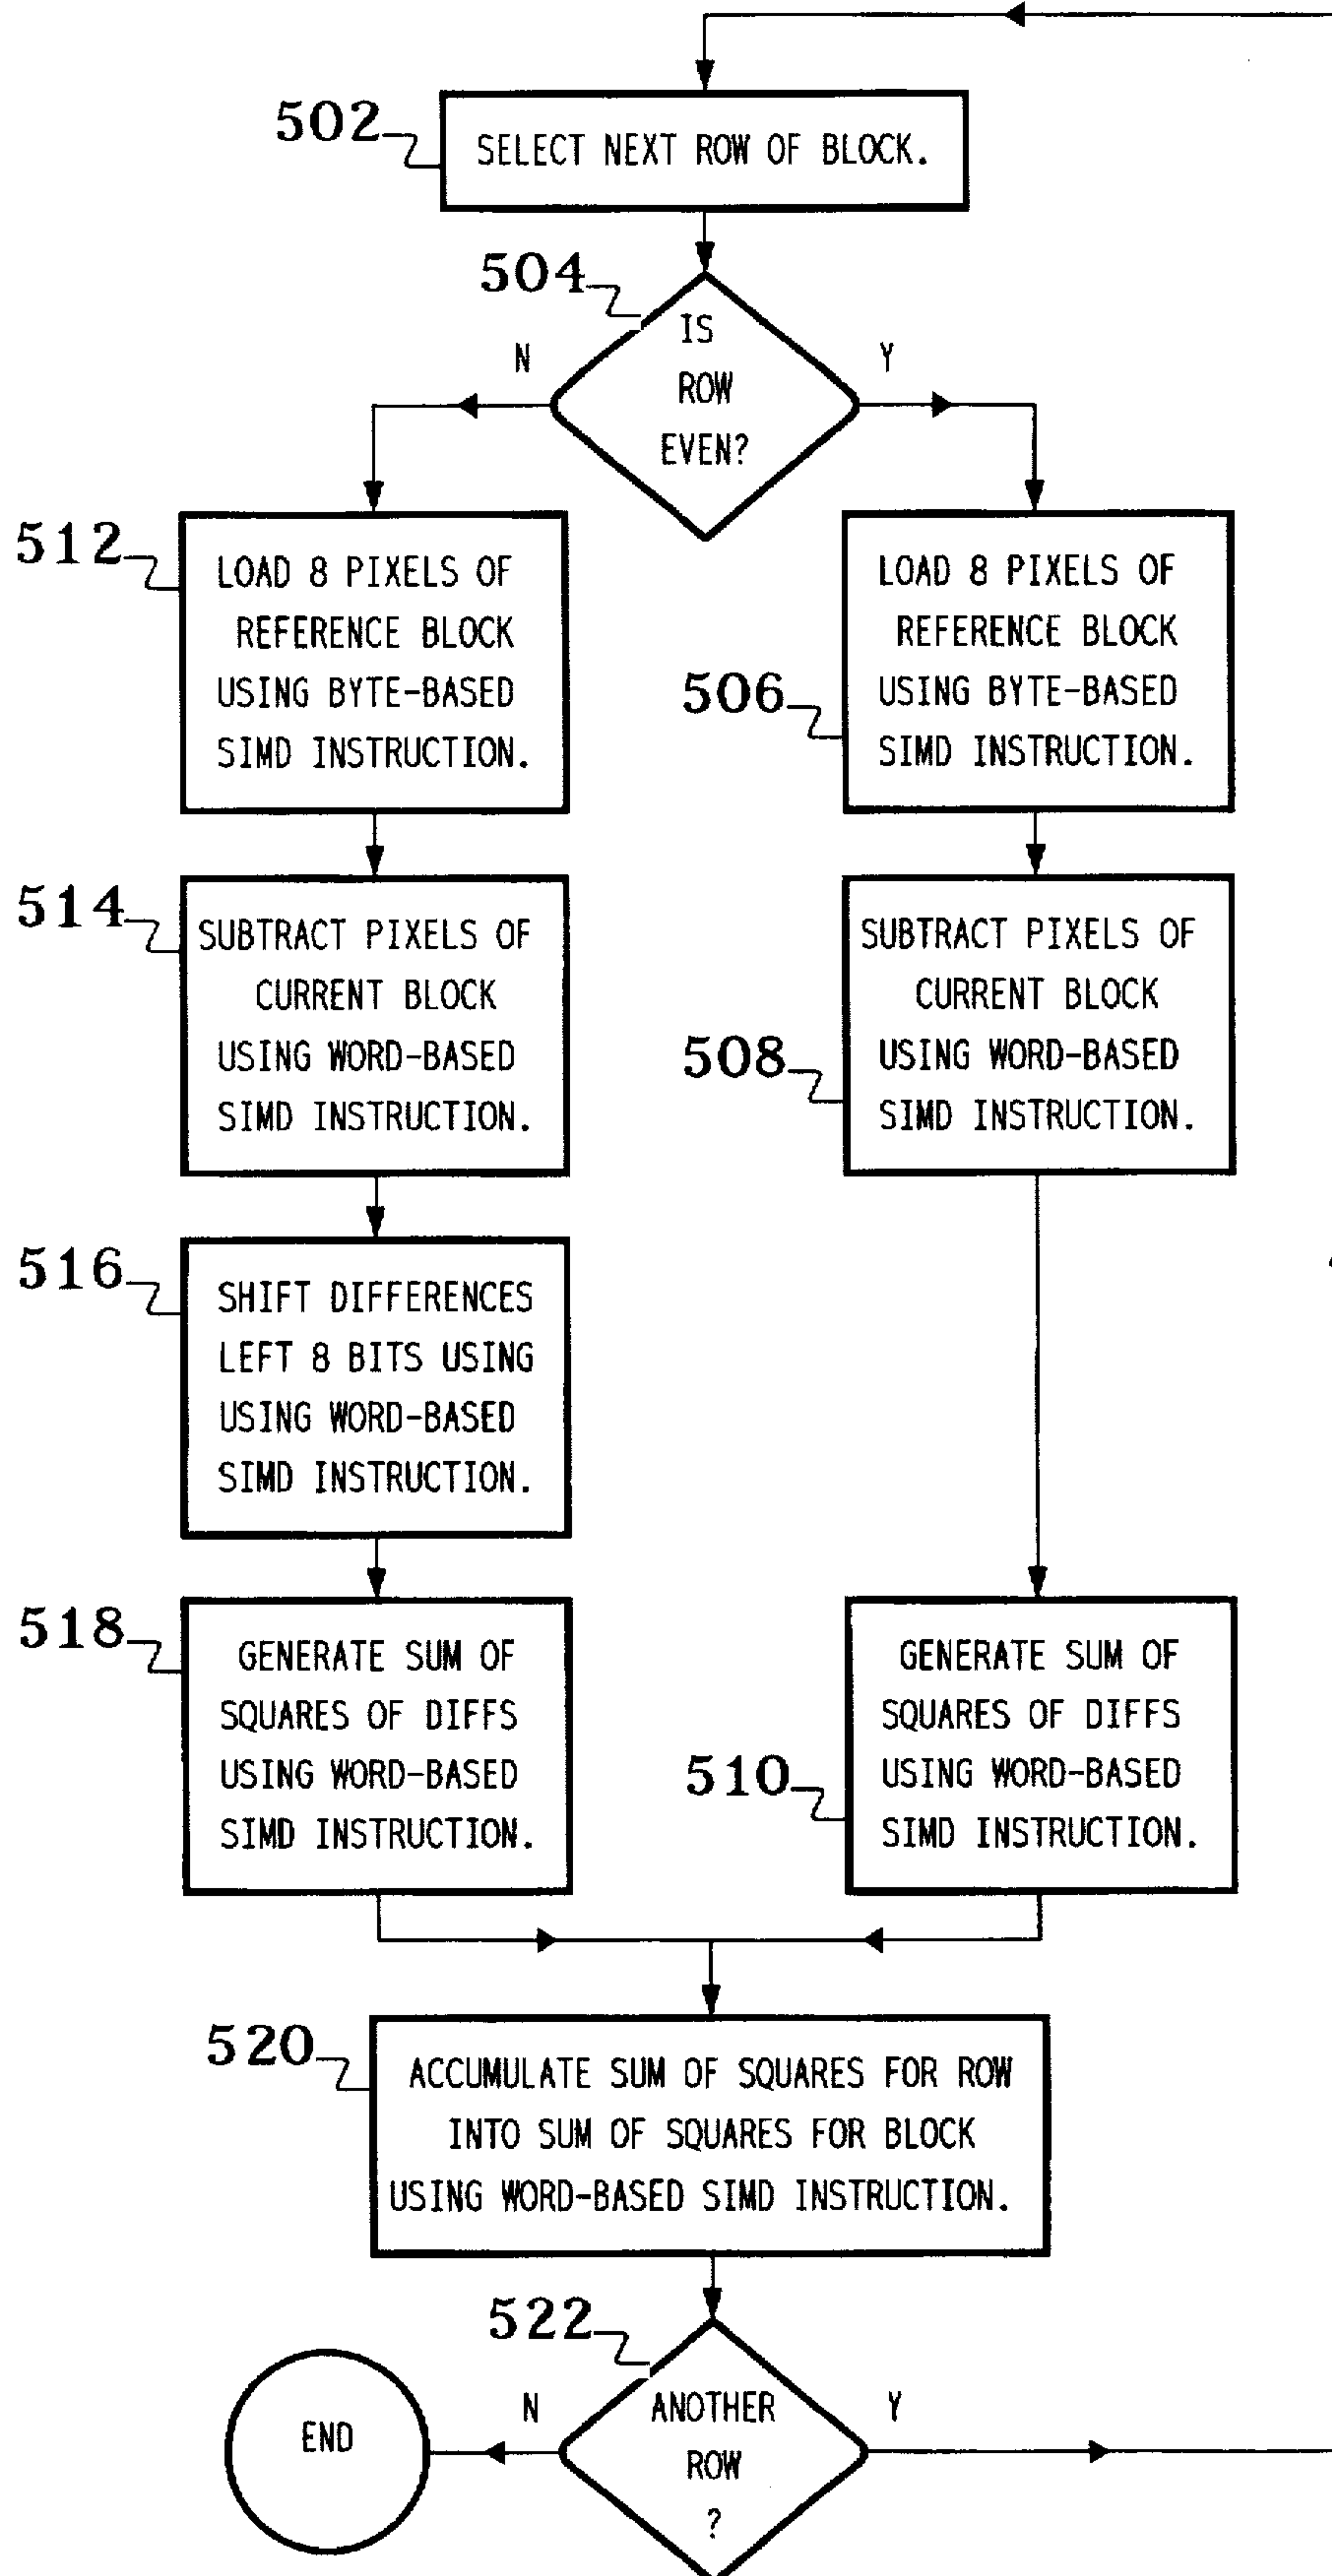 502
SELECT NEXT ROW OF BLOCK.
504
IS
ROW
EVEN?
N
Y
512
LOAD 8 PIXELS OF
REFERENCE BLOCK
USING BYTE-BASED
SIMD INSTRUCTION.
506
LOAD 8 PIXELS OF
REFERENCE BLOCK
USING BYTE-BASED
SIMD INSTRUCTION.
514
SUBTRACT PIXELS OF
CURRENT BLOCK
USING WORD-BASED
SIMD INSTRUCTION.
508
SUBTRACT PIXELS OF
CURRENT BLOCK
USING WORD-BASED
SIMD INSTRUCTION.
516
SHIFT DIFFERENCES
LEFT 8 BITS USING
USING WORD-BASED
SIMD INSTRUCTION.
518
GENERATE SUM OF
SQUARES OF DIFFS
USING WORD-BASED
SIMD INSTRUCTION.
510
GENERATE SUM OF
SQUARES OF DIFFS
USING WORD-BASED
SIMD INSTRUCTION.
520
ACCUMULATE SUM OF SQUARES FOR ROW
INTO SUM OF SQUARES FOR BLOCK
USING WORD-BASED SIMD INSTRUCTION.
522
ANOTHER
ROW
?
N
Y
END